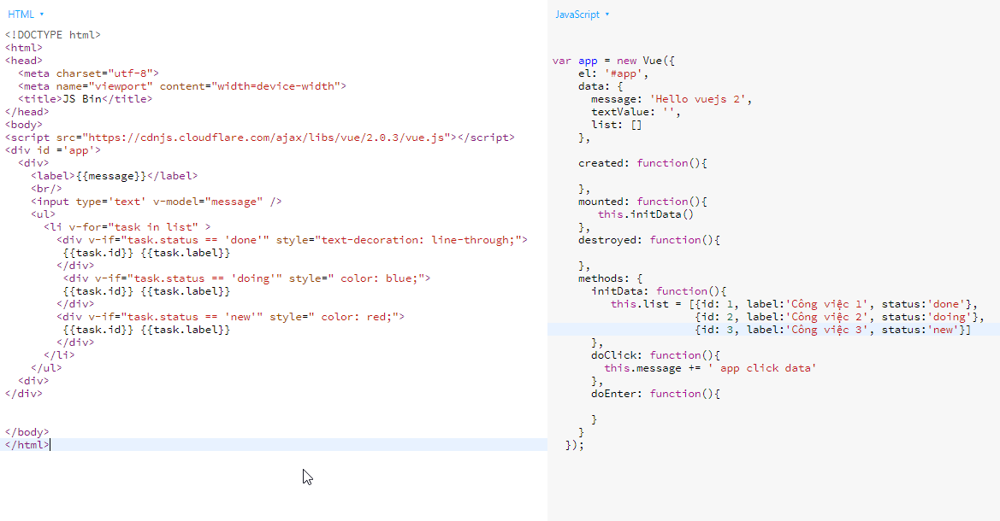 HTML
<!DOCTYPE html>
<html>
<head>
  <meta charset="utf-8">
  <meta name="viewport" content="width=device-width">
  <title>JS Bin</title>
</head>
<body>
<script src="https://cdnjs.cloudflare.com/ajax/libs/vue/2.0.3/vue.js"></script>
<div id ='app'>
  <div>
    <label>{{message}}</label>
    <br/>
    <input type='text' v-model="message" />
    <ul>
      <li v-for="task in list" >
        <div v-if="task.status == 'done'" style="text-decoration: line-through;">
         {{task.id}} {{task.label}}
        </div>
         <div v-if="task.status == 'doing'" style=" color: blue;">
         {{task.id}} {{task.label}}
        </div>
        <div v-if="task.status == 'new'" style=" color: red;">
         {{task.id}} {{task.label}}
        </div>
      </li>
    </ul>
  <div>
</div>
</body>
</html>
JavaScript
var app = new Vue({
    el: '#app',
    data: {
      message: 'Hello vuejs 2',
      textValue: '',
      list: []
    },
    created: function(){
    },
    mounted: function(){
       this.initData()
    },
    destroyed: function(){
    },
    methods: {
      initData: function(){
         this.list = [{id: 1, label:'Công việc 1', status:'done'},
                      {id: 2, label:'Công việc 2', status:'doing'},
                      {id: 3, label:'Công việc 3', status:'new'}]
      },
      doClick: function(){
        this.message += ' app click data'
      },
      doEnter: function(){
      }
    }
  });